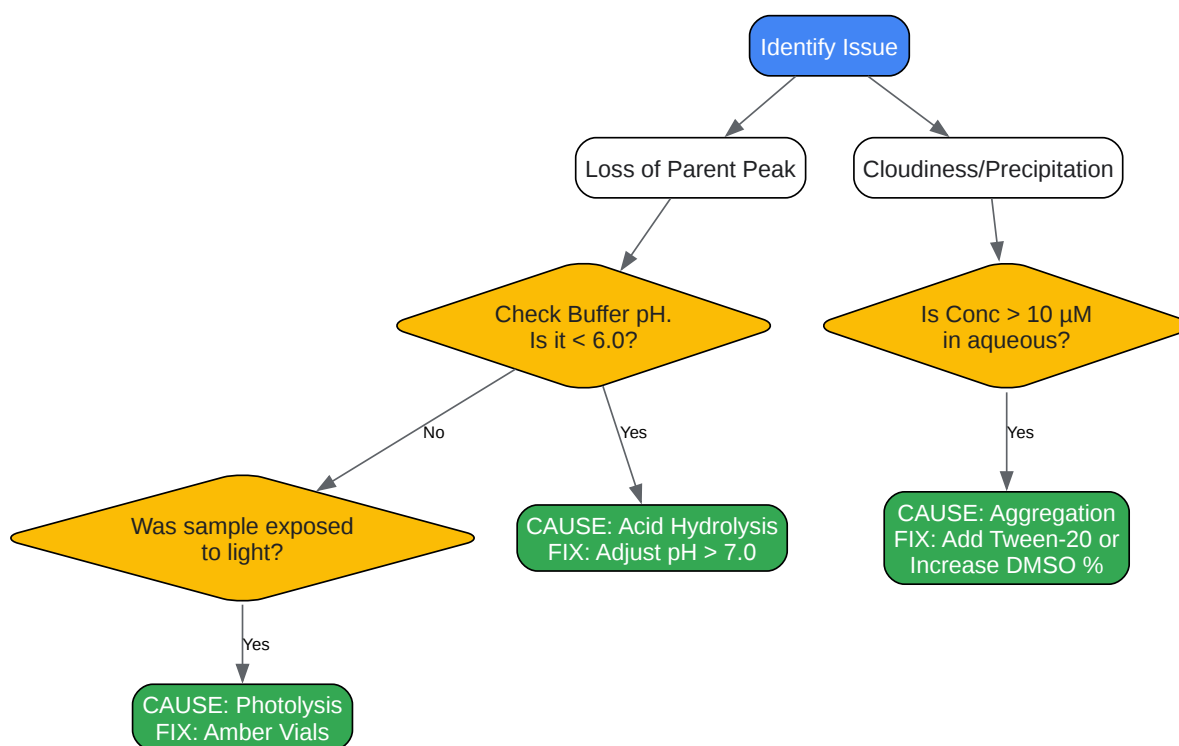 Identify Issue
Loss of Parent Peak
Cloudiness/Precipitation
Check Buffer pH.
Is it < 6.0?
Is Conc > 10 µM
in aqueous?
No
Yes
Yes
Was sample exposed
to light?
CAUSE: Acid Hydrolysis
FIX: Adjust pH > 7.0
CAUSE: Aggregation
FIX: Add Tween-20 or
Increase DMSO %
Yes
CAUSE: Photolysis
FIX: Amber Vials